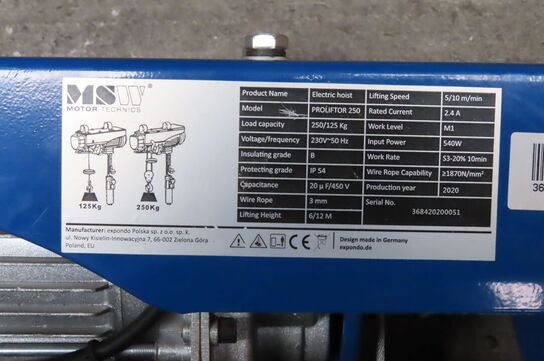 MSW
MOTOR TECHNICS
125Kg 250Kg
Product Name Electric hoist Lifting Speed 5/10 m/min
Model PROLIFTOR 250 Rated Current 2.4 A
Load capacity 250/125 Kg Work Level M1
Voltage/frequency 230V~50 Hz Input Power 540W
Insulating grade B Work Rate S3-20% 10min
Protecting grade IP 54 Wire Rope Capability ≥1870N/mm²
Capacitance 20 µF/450 V Production year 2020
Wire Rope 3 mm Serial No. 368420200051
Lifting Height 6/12 M
Manufacturer: expondo Polska sp. z o.o. sp. k.
ul. Nowy Kisielin-Innowacyjna 7, 66-002 Zielona Góra
Poland, EU
CE
Design made in Germany
expondo.de
36